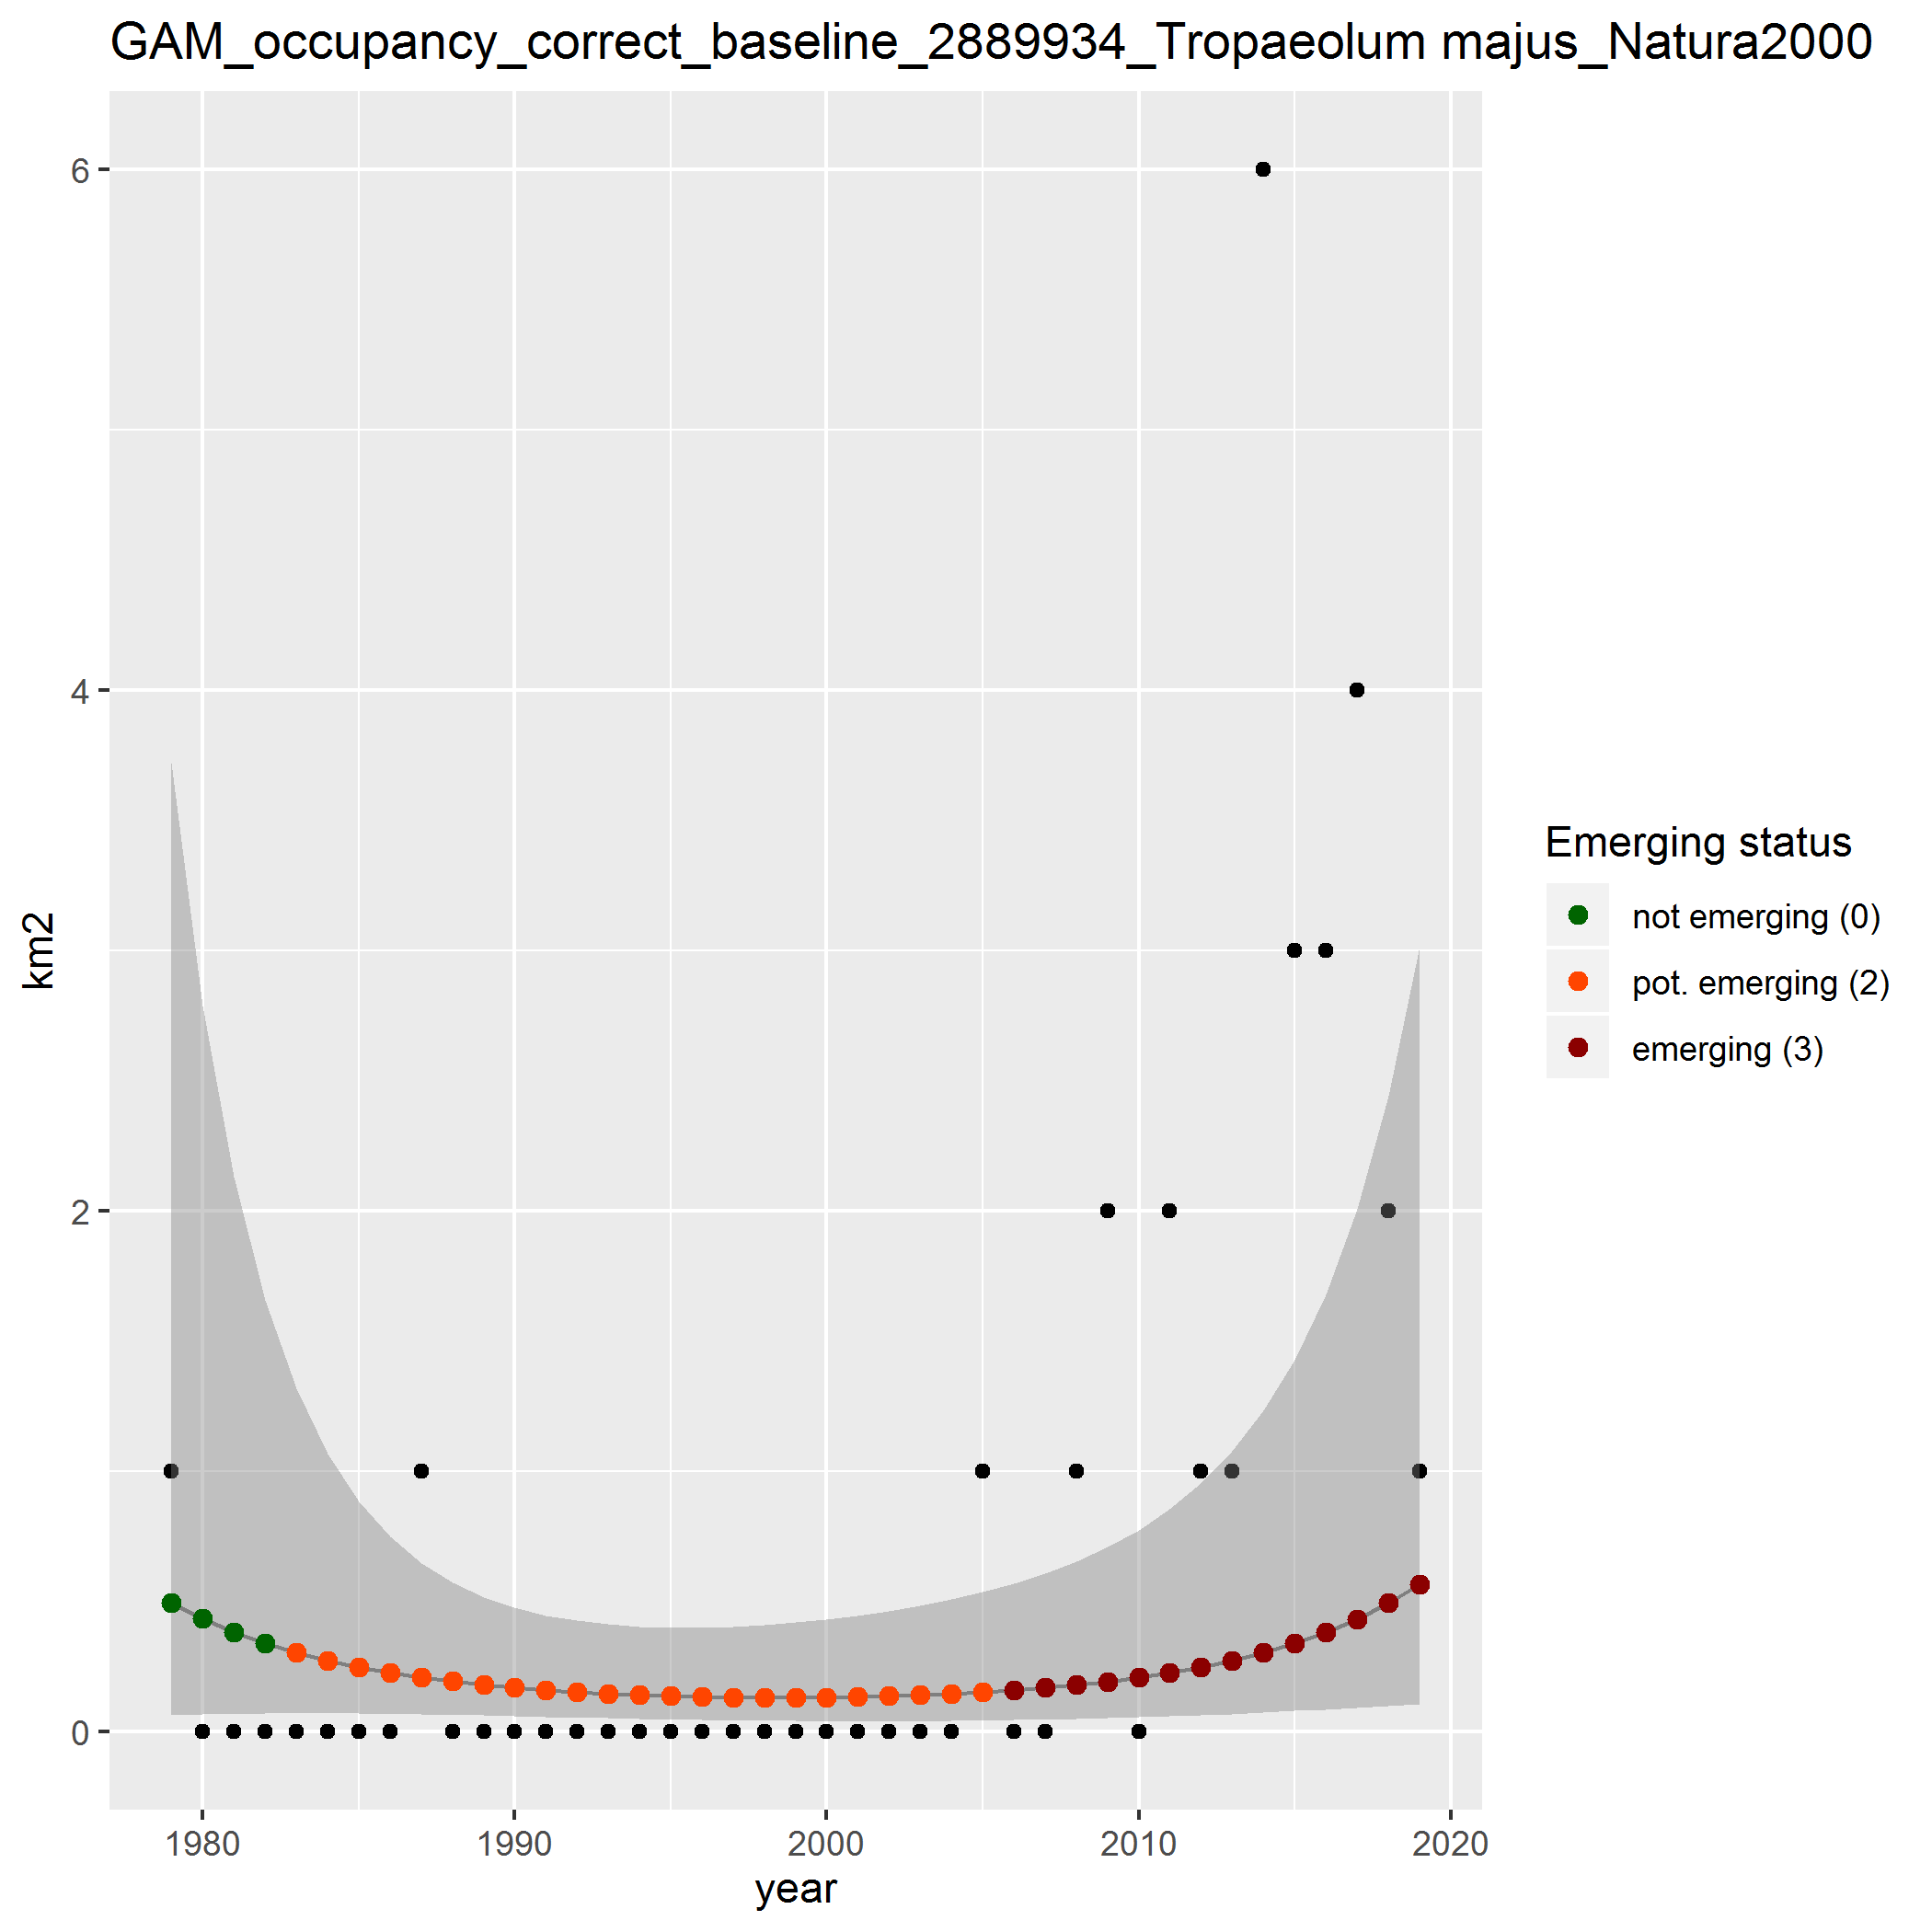 GAM_occupancy_correct_baseline_2889934_Tropaeolum majus_Natura2000
6
4
2
0
km2
1980 1990 2000 2010 2020
year
Emerging status
not emerging (0)
pot. emerging (2)
emerging (3)